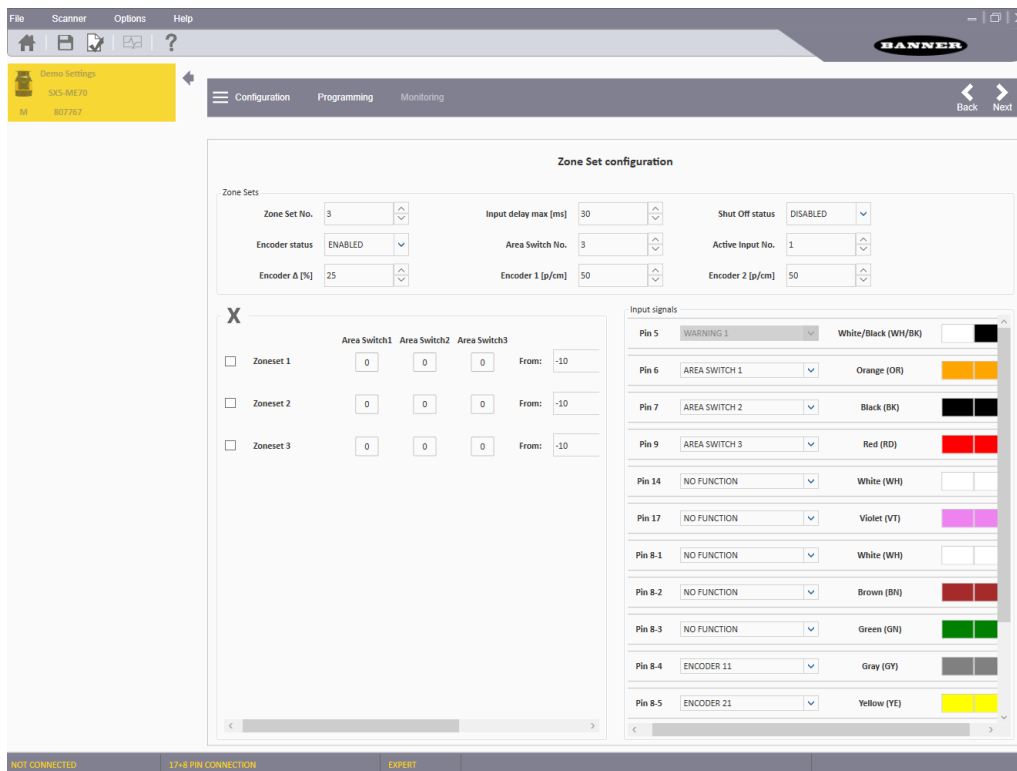 File Scanner Options Help
BANNER
Demo Settings
SX5-ME70
M 807767
Configuration Programming Monitoring Back Next
Zone Set configuration
Zone Sets
Zone Set No. 3 Input delay max [ms] 30 Shut Off status DISABLED
Encoder status ENABLED Area Switch No. 3 Active Input No. 1
Encoder Δ [%] 25 Encoder 1 [p/cm] 50 Encoder 2 [p/cm] 50
X
Area Switch1 Area Switch2 Area Switch3
Zoneset 1 0 0 0 From: -10
Zoneset 2 0 0 0 From: -10
Zoneset 3 0 0 0 From: -10
Input signals
Pin 5 WARNING 1 White/Black (WH/BK)
Pin 6 AREA SWITCH 1 Orange (OR)
Pin 7 AREA SWITCH 2 Black (BK)
Pin 9 AREA SWITCH 3 Red (RD)
Pin 14 NO FUNCTION White (WH)
Pin 17 NO FUNCTION Violet (VT)
Pin 8-1 NO FUNCTION White (WH)
Pin 8-2 NO FUNCTION Brown (BN)
Pin 8-3 NO FUNCTION Green (GN)
Pin 8-4 ENCODER 11 Gray (GY)
Pin 8-5 ENCODER 21 Yellow (YE)
NOT CONNECTED 17+8 PIN CONNECTION EXPERT